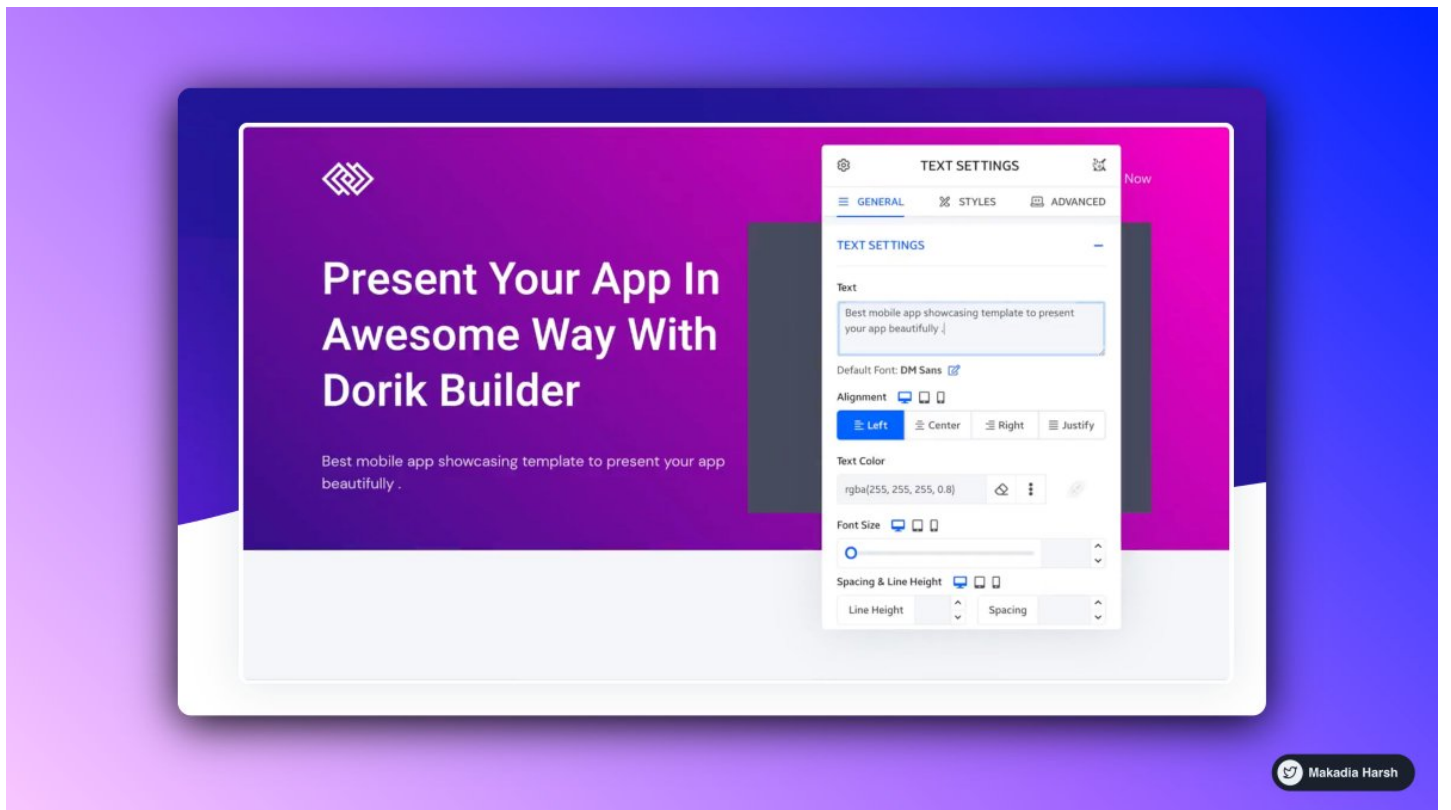 Now
Present Your App In
Awesome Way With
Dorik Builder
Best mobile app showcasing template to present your app
beautifully .
TEXT SETTINGS
GENERAL STYLES ADVANCED
TEXT SETTINGS
Text
Best mobile app showcasing template to present
your app beautifully .
Default Font: DM Sans
Alignment
Left Center Right Justify
Text Color
rgba(255, 255, 255, 0.8)
Font Size
Spacing & Line Height
Line Height Spacing
Makadia Harsh